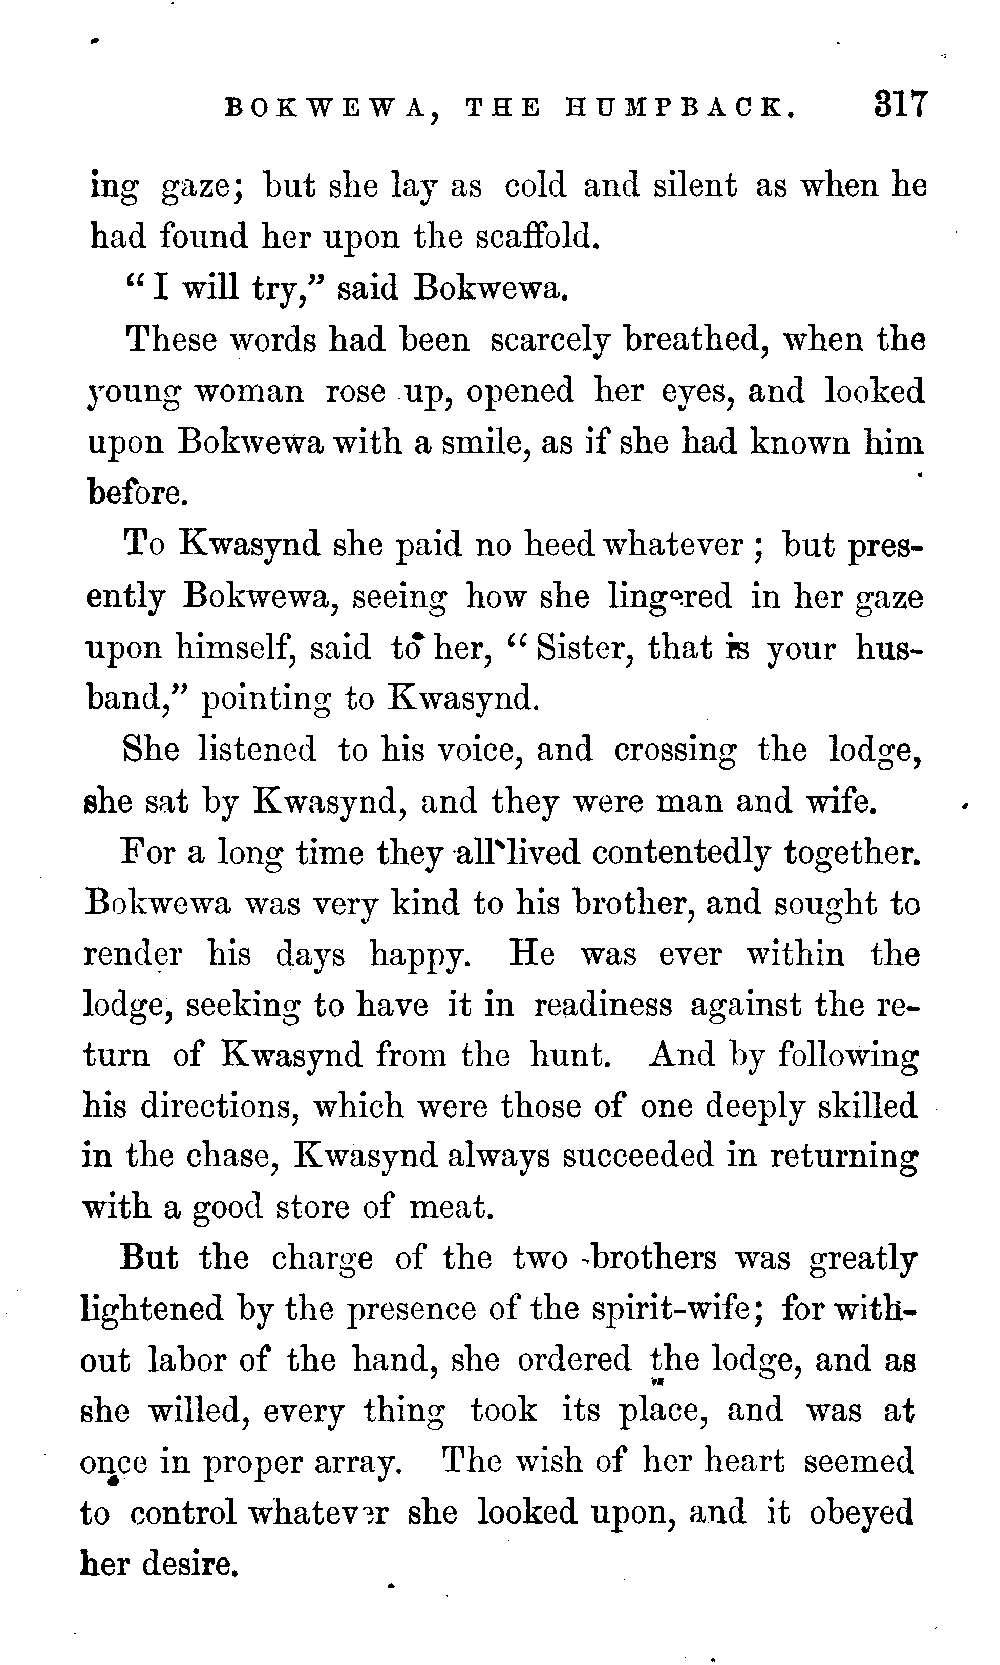 BOKWEWA, THE HUMPBACK. 317
ing gaze; but she lay as cold and silent as when he
had found her upon the scaffold.
“I will try,” said Bokwewa.
These words had been scarcely breathed, when the
young woman rose up, opened her eyes, and looked
upon Bokwewa with a smile, as if she had known him
before.
To Kwasynd she paid no heed whatever; but pres-
ently Bokwewa, seeing how she lingered in her gaze
upon himself, said to her, “Sister, that is your hus-
band,” pointing to Kwasynd.
She listened to his voice, and crossing the lodge,
she sat by Kwasynd, and they were man and wife.
For a long time they all lived contentedly together.
Bokwewa was very kind to his brother, and sought to
render his days happy. He was ever within the
lodge, seeking to have it in readiness against the re-
turn of Kwasynd from the hunt. And by following
his directions, which were those of one deeply skilled
in the chase, Kwasynd always succeeded in returning
with a good store of meat.
But the charge of the two brothers was greatly
lightened by the presence of the spirit-wife; for with-
out labor of the hand, she ordered the lodge, and as
she willed, every thing took its place, and was at
once in proper array. The wish of her heart seemed
to control whatever she looked upon, and it obeyed
her desire.